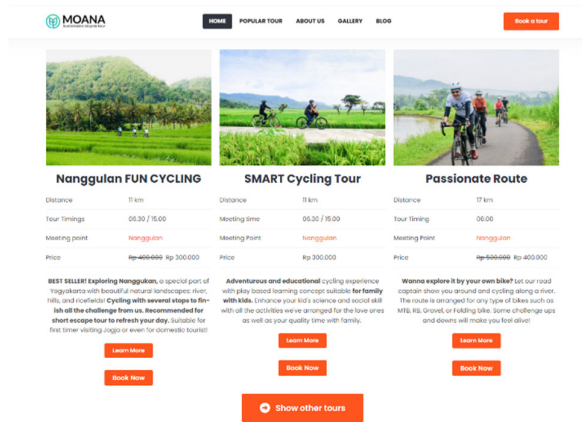 MOANA
HOME POPULAR TOUR ABOUT US GALLERY BLOG
Book a tour
Nanggulan FUN CYCLING
Distance 11 km
Tour Timings 06.30 / 15.00
Meeting point Nanggulan
Price Rp 400.000 Rp 300.000
BEST SELLER! Exploring Nanggukan, a special part of
Yogyakarta with beautiful natural landscapes: river,
hills, and ricefields! Cycling with several stops to fin-
ish all the challenge from us. Recommended for
short escape tour to refresh your day. Suitable for
first timer visiting Jogja or even for domestic tourists!
Learn More
Book Now
SMART Cycling Tour
Distance 11 km
Meeting time 06.30 / 15.00
Meeting Point Nanggulan
Price Rp 300.000
Adventurous and educational cycling experience
with play based learning concept suitable for family
with kids. Enhance your kid's science and social skill
with all the activities we've arranged for the love ones
as well as your quality time with family.
Learn More
Book Now
Passionate Route
Distance 17 km
Tour Timing 06:00
Meeting Point Nanggulan
Price Rp 500.000 Rp 400.000
Wanna explore it by your own bike? Let our road
captain show you around and cycling along a river.
The route is arranged for any type of bikes such as
MTB, RB, Gravel, or Folding bike. Some challenge ups
and downs will make you feel alive!
Learn More
Book Now
Show other tours